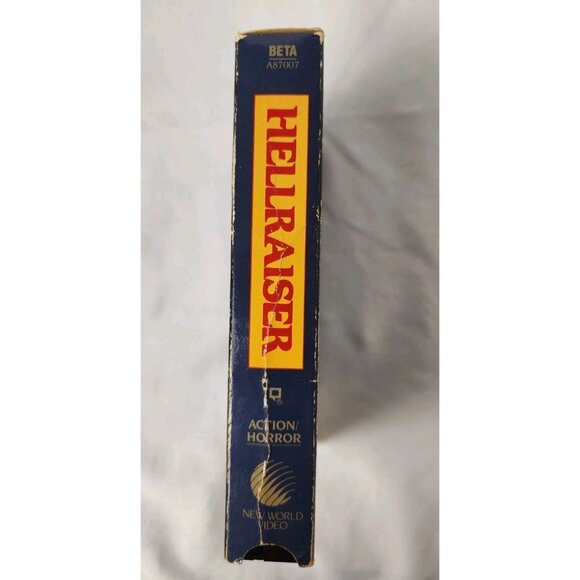 BETA
A87007
HELLRAISER
®
ACTION/
HORROR
NEW WORLD
VIDEO